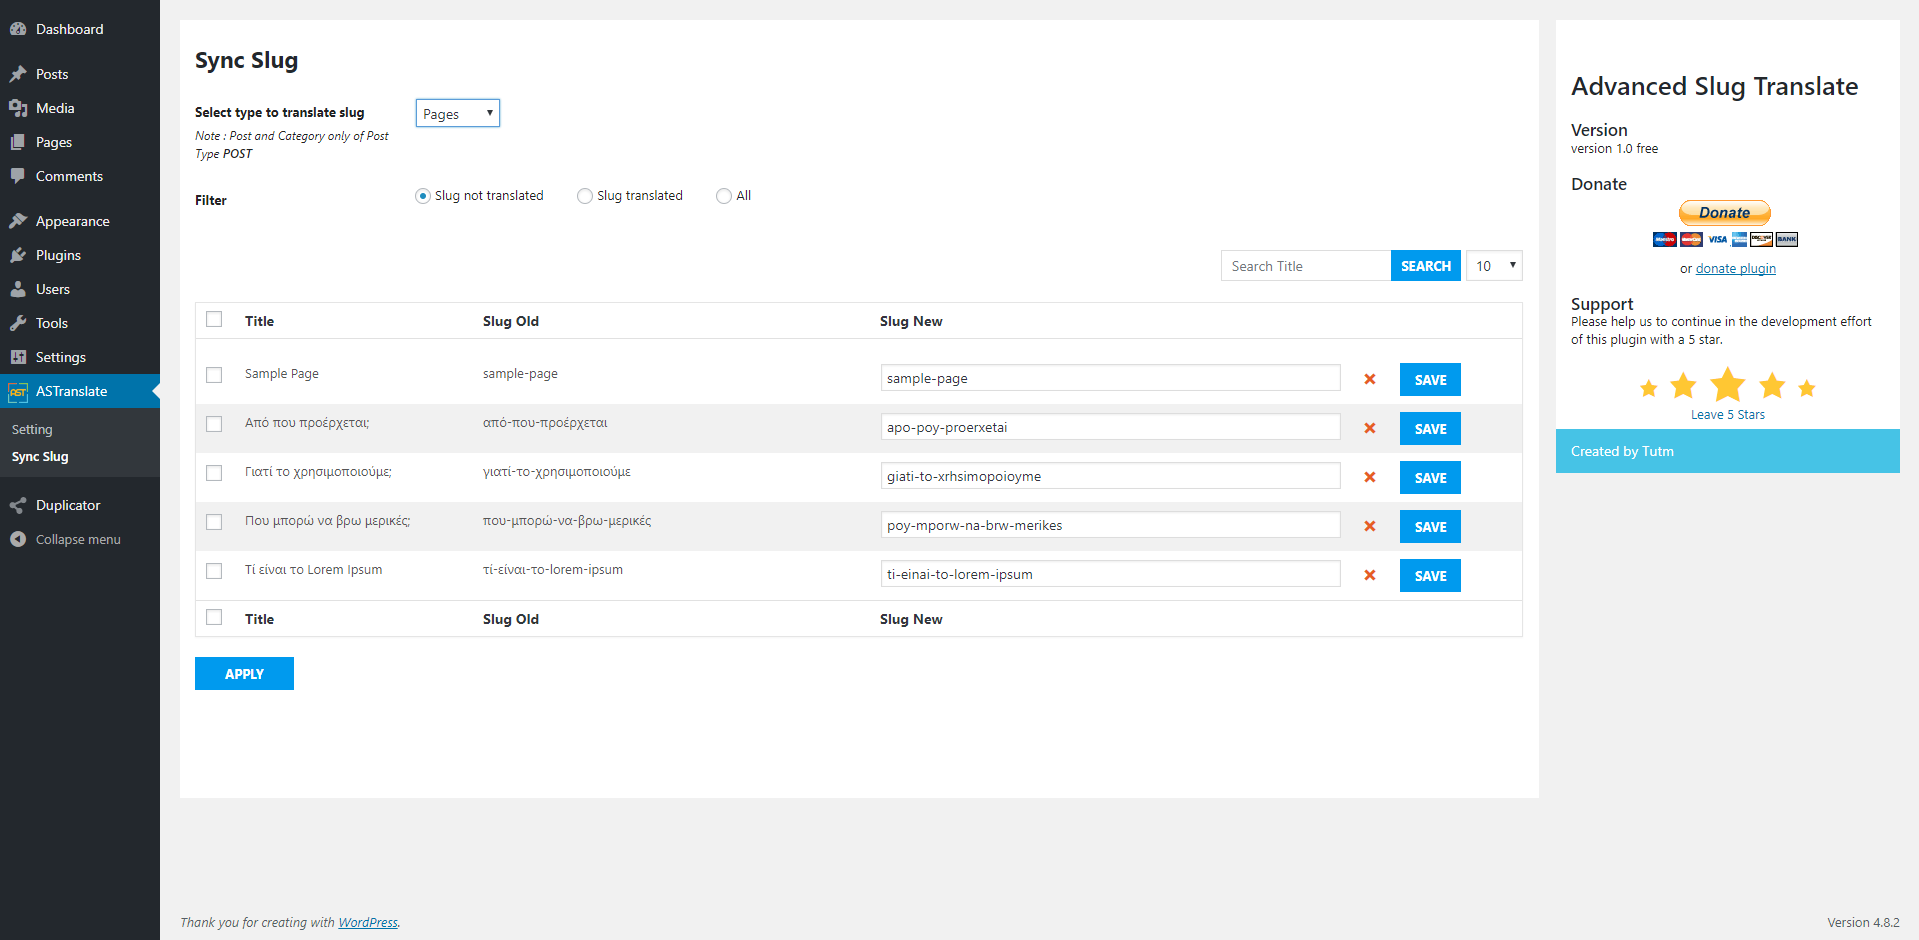 Dashboard
Posts
Media
Pages
Comments
Appearance
Plugins
Users
Tools
Settings
AST ASTranslate
Setting
Sync Slug
Duplicator
Collapse menu
Sync Slug
Select type to translate slug
Pages
Note : Post and Category only of Post
Type POST
Filter
Slug not translated
Slug translated
All
Search Title
SEARCH
10
Title Slug Old Slug New
Sample Page sample-page sample-page SAVE
Από που προέρχεται; από-που-προέρχεται apo-poy-proerxetai SAVE
Γιατί το χρησιμοποιούμε; γιατί-το-χρησιμοποιούμε giati-to-xrhsimopoioyme SAVE
Που μπορώ να βρω μερικές; που-μπορώ-να-βρω-μερικές poy-mporw-na-brw-merikes SAVE
Τί είναι το Lorem Ipsum τί-είναι-το-lorem-ipsum ti-einai-to-lorem-ipsum SAVE
Title Slug Old Slug New
APPLY
Advanced Slug Translate
Version
version 1.0 free
Donate
Donate
Maestro MasterCard VISA DISCOVER BANK
or donate plugin
Support
Please help us to continue in the development effort
of this plugin with a 5 star.
Leave 5 Stars
Created by Tutm
Thank you for creating with WordPress.
Version 4.8.2